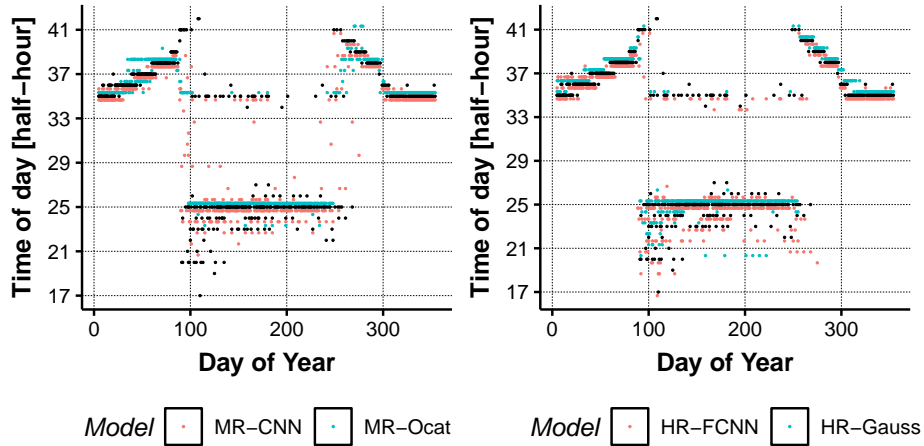 Time of day [half−hour]
41
37
33
29
25
21
17
0
100
200
300
Day of Year
Model
MR−CNN
MR−Ocat
Time of day [half−hour]
41
37
33
29
25
21
17
0
100
200
300
Day of Year
Model
HR−FCNN
HR−Gauss